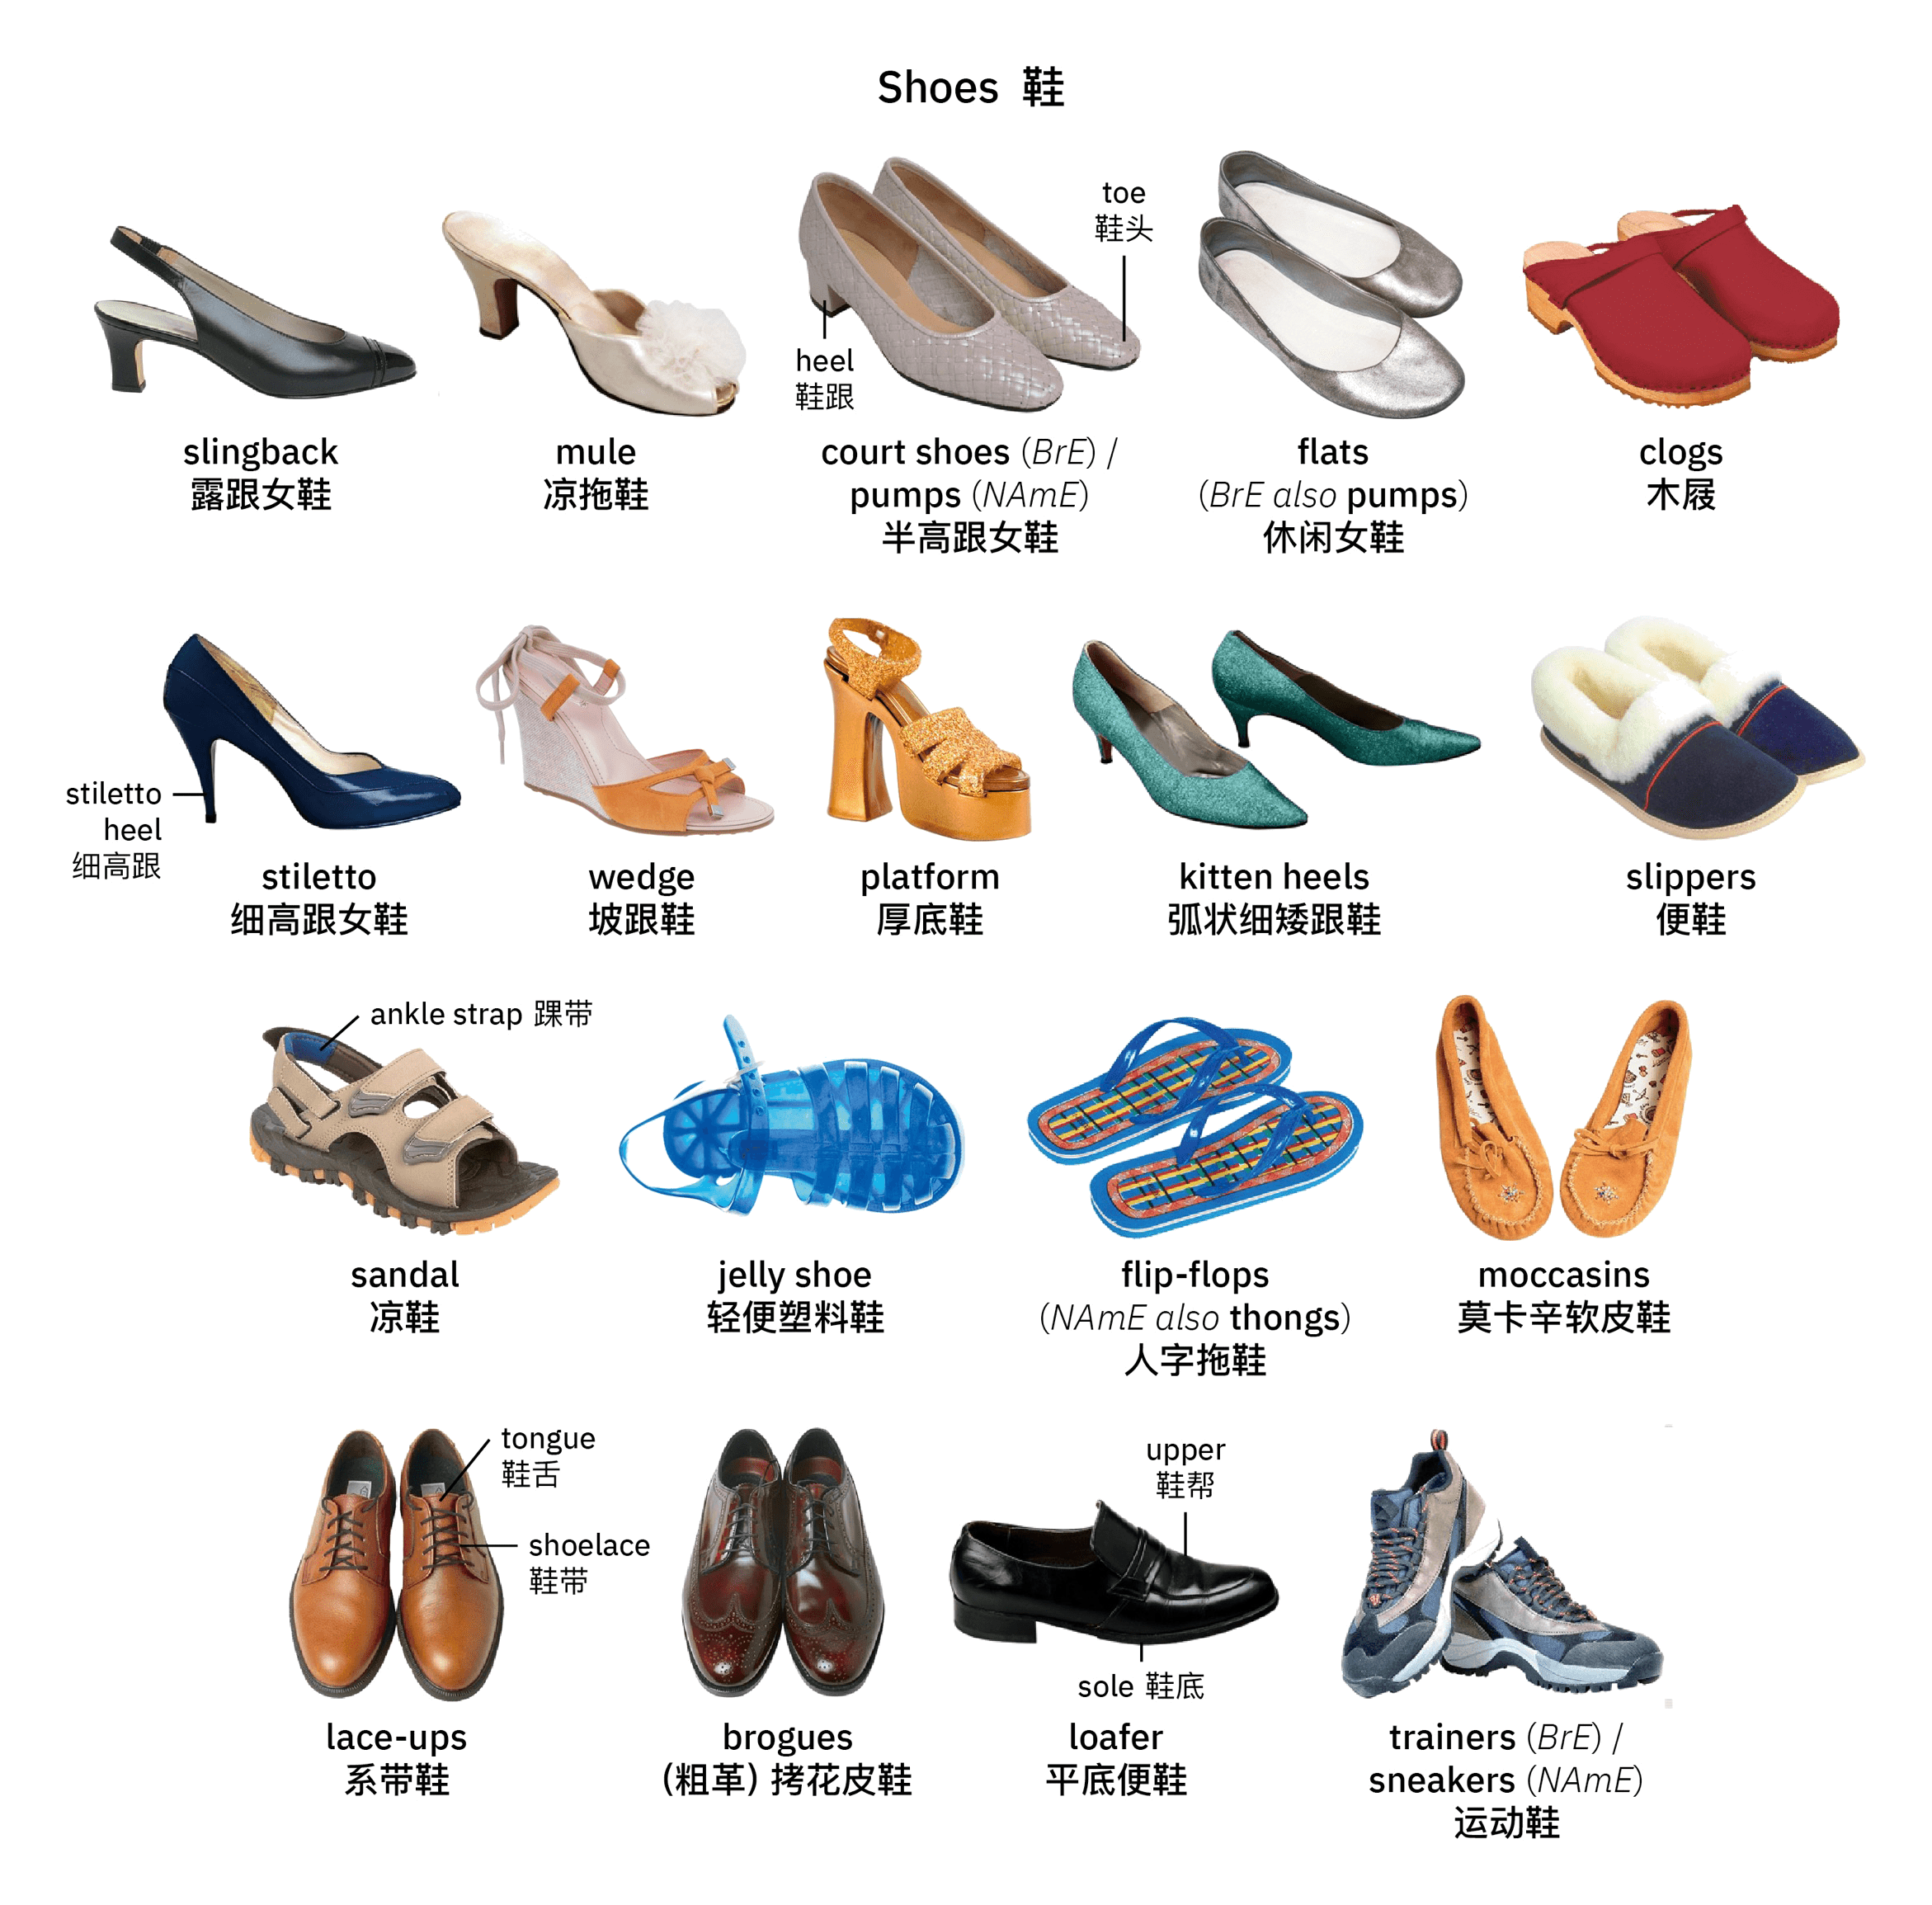 Shoes 鞋
toe
鞋头
heel
鞋跟
slingback
露跟女鞋
mule
凉拖鞋
court shoes (BrE) /
pumps (NAmE)
半高跟女鞋
flats
(BrE also pumps)
休闲女鞋
clogs
木屐
stiletto
heel
细高跟
stiletto
细高跟女鞋
wedge
坡跟鞋
platform
厚底鞋
kitten heels
弧状细矮跟鞋
slippers
便鞋
ankle strap 踝带
sandal
凉鞋
jelly shoe
轻便塑料鞋
flip-flops
(NAmE also thongs)
人字拖鞋
moccasins
莫卡辛软皮鞋
tongue
鞋舌
shoelace
鞋带
upper
鞋帮
sole 鞋底
lace-ups
系带鞋
brogues
(粗革) 拷花皮鞋
loafer
平底便鞋
trainers (BrE) /
sneakers (NAmE)
运动鞋